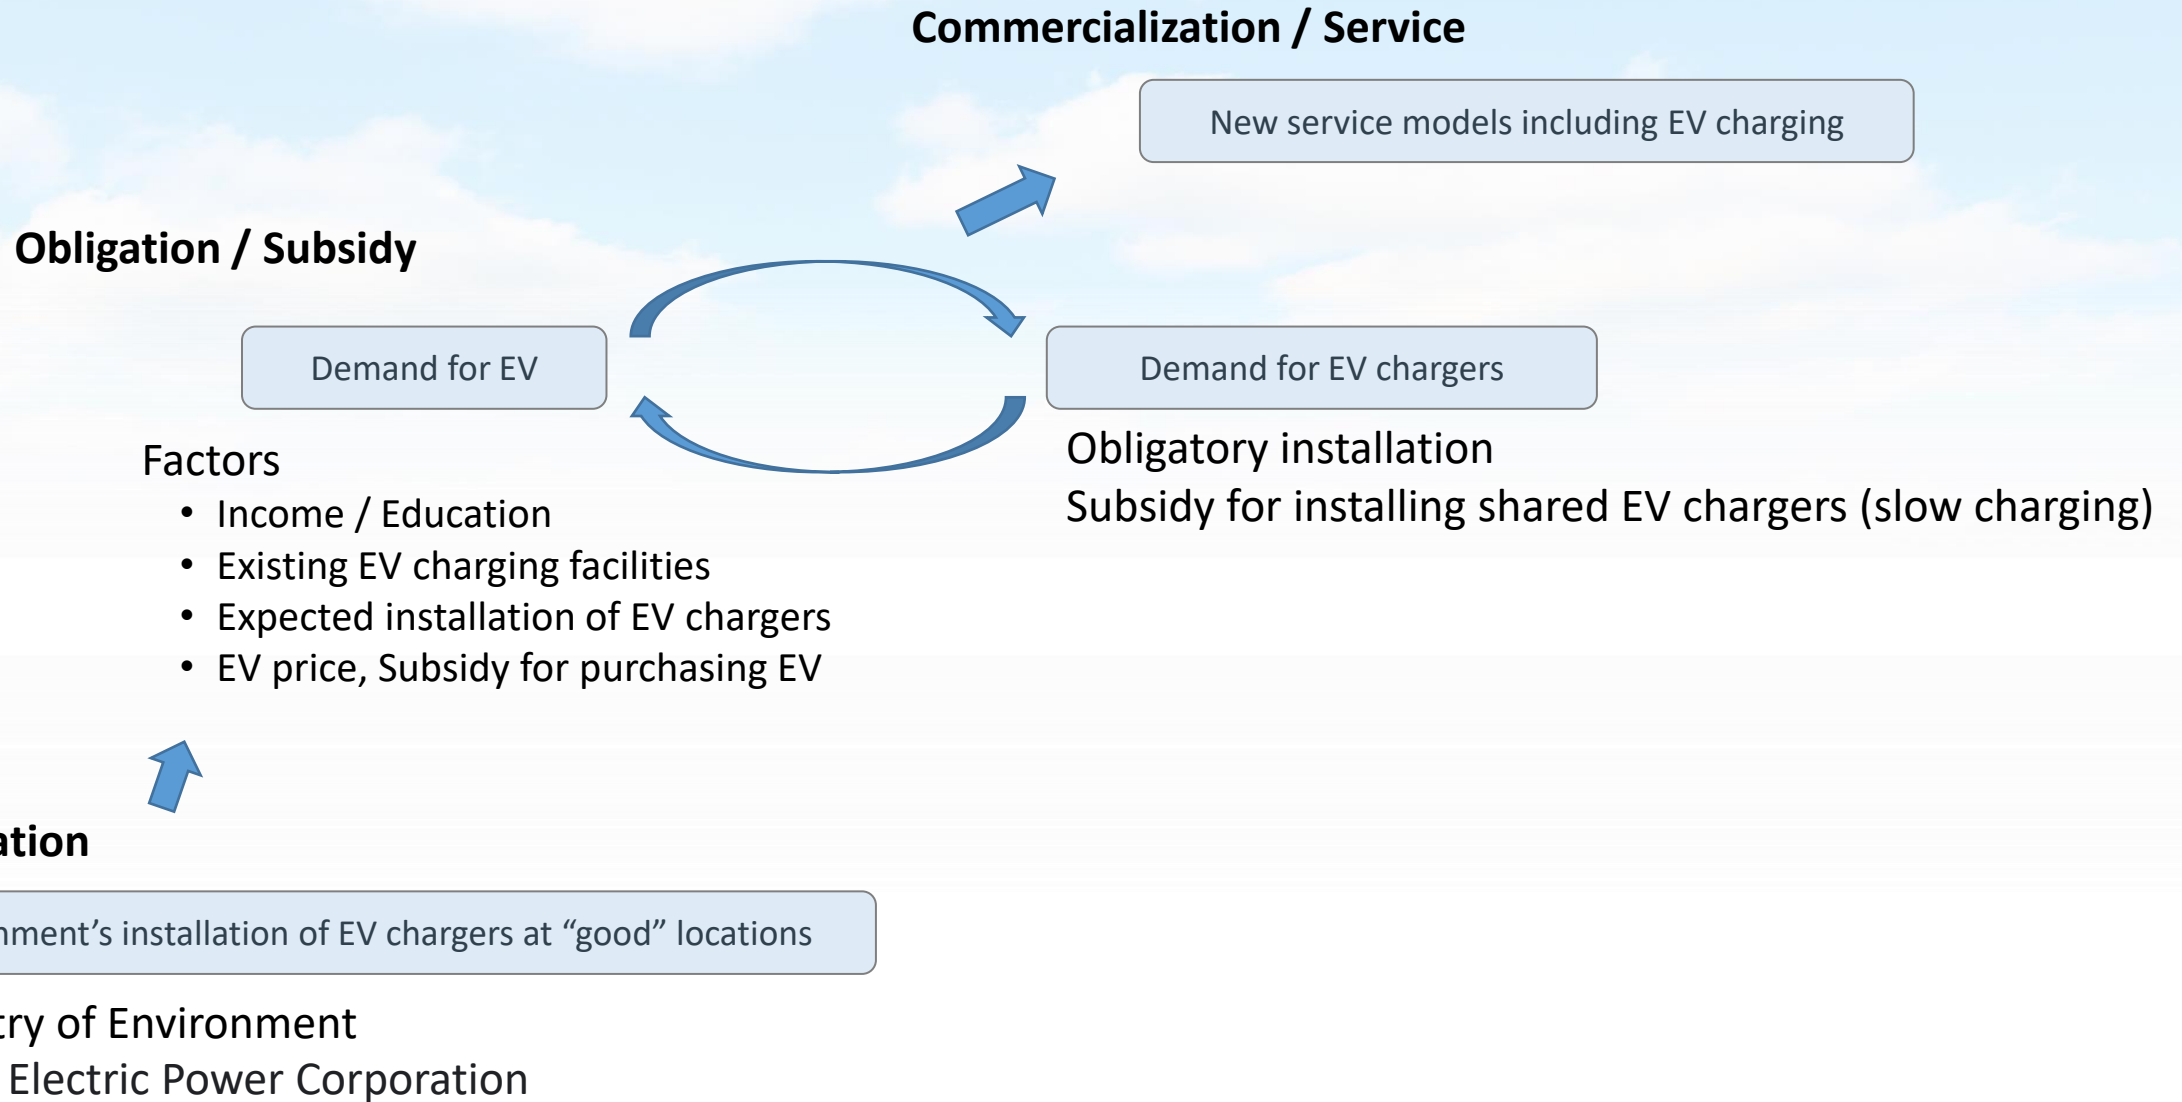 Commercialization / Service
New service models including EV charging
Obligation / Subsidy
Demand for EV
Demand for EV chargers
Factors
• Income / Education
• Existing EV charging facilities
• Expected installation of EV chargers
• EV price, Subsidy for purchasing EV
Obligatory installation
Subsidy for installing shared EV chargers (slow charging)
ation
nment’s installation of EV chargers at “good” locations
try of Environment
Electric Power Corporation